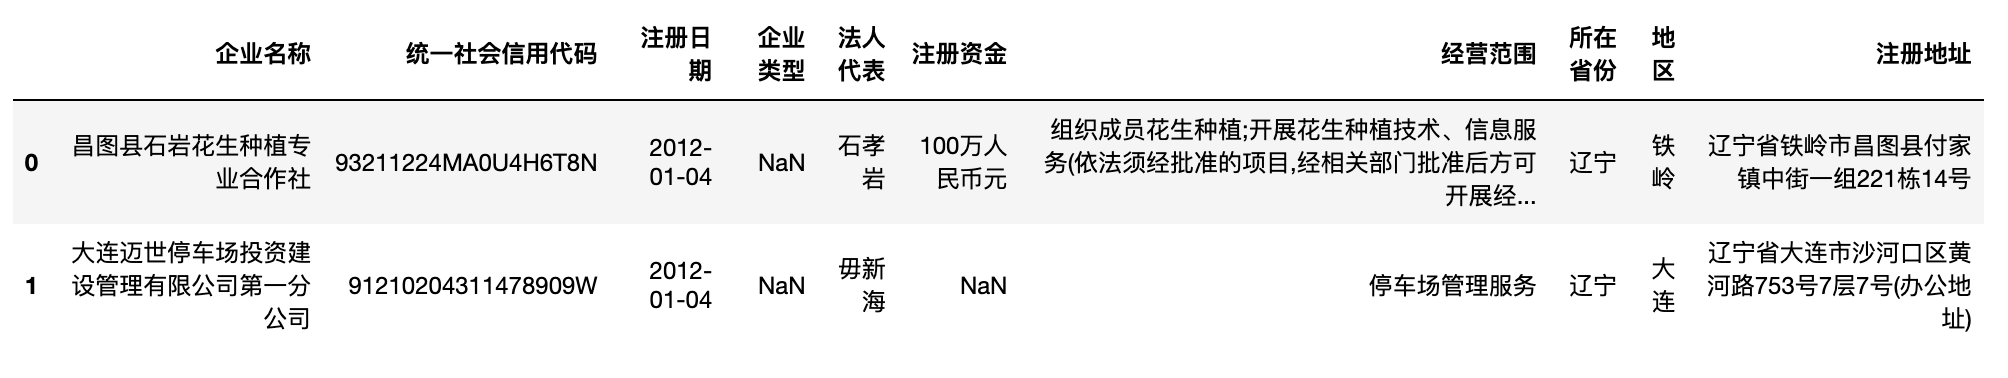 企业名称 统一社会信用代码 注册日期 企业类型 法人代表 注册资金 经营范围 所在省份 地区 注册地址
0 昌图县石岩花生种植专业合作社 93211224MA0U4H6T8N 2012-01-04 NaN 石孝岩 100万人民币元 组织成员花生种植;开展花生种植技术、信息服务(依法须经批准的项目,经相关部门批准后方可开展经... 辽宁 铁岭 辽宁省铁岭市昌图县付家镇中街一组221栋14号
1 大连迈世停车场投资建设管理有限公司第一分公司 91210204311478909W 2012-01-04 NaN 毋新海 NaN 停车场管理服务 辽宁 大连 辽宁省大连市沙河口区黄河路753号7层7号(办公地址)